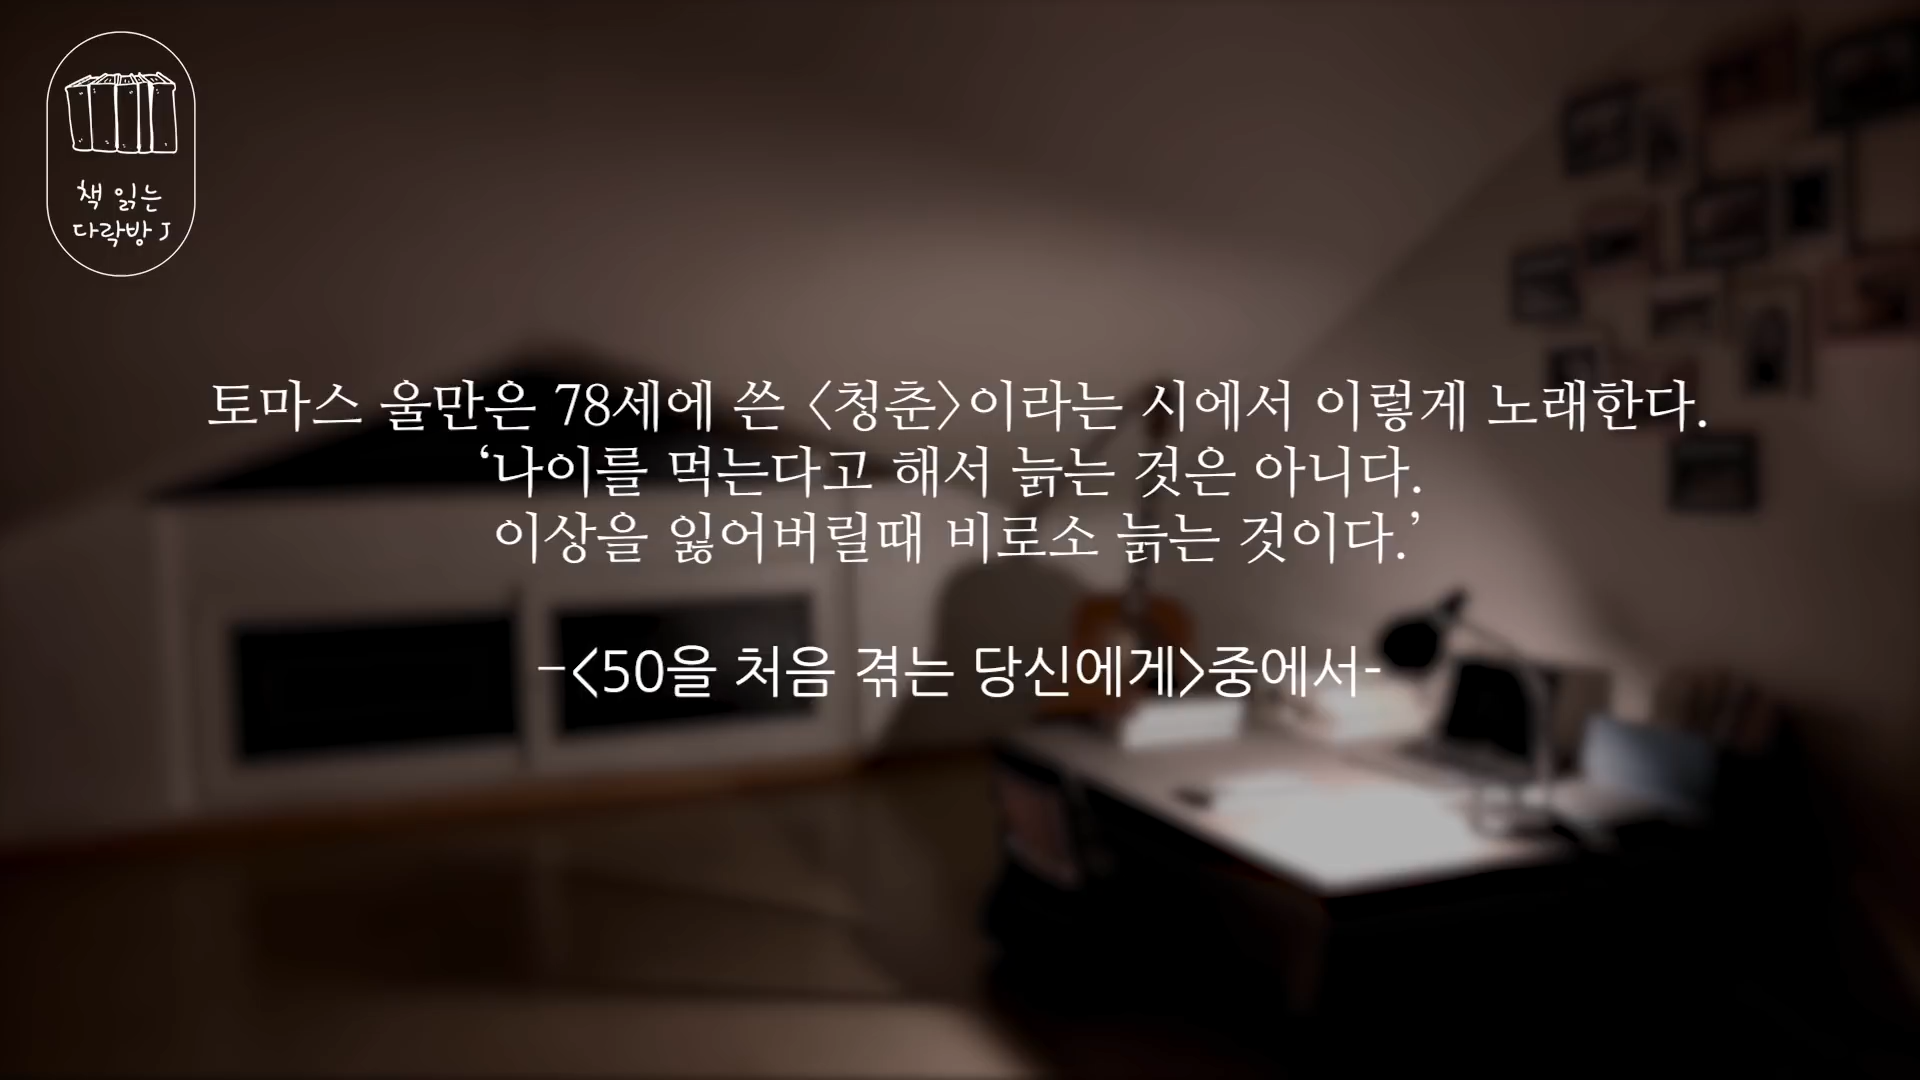 책 읽는
다락방 J
토마스 울만은 78세에 쓴 〈청춘〉이라는 시에서 이렇게 노래한다.
‘나이를 먹는다고 해서 늙는 것은 아니다.
이상을 잃어버릴때 비로소 늙는 것이다.’
-<50을 처음 겪는 당신에게>중에서-